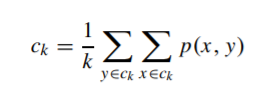 c_k = \frac{1}{k} \sum_{y \in c_k} \sum_{x \in c_k} p(x, y)